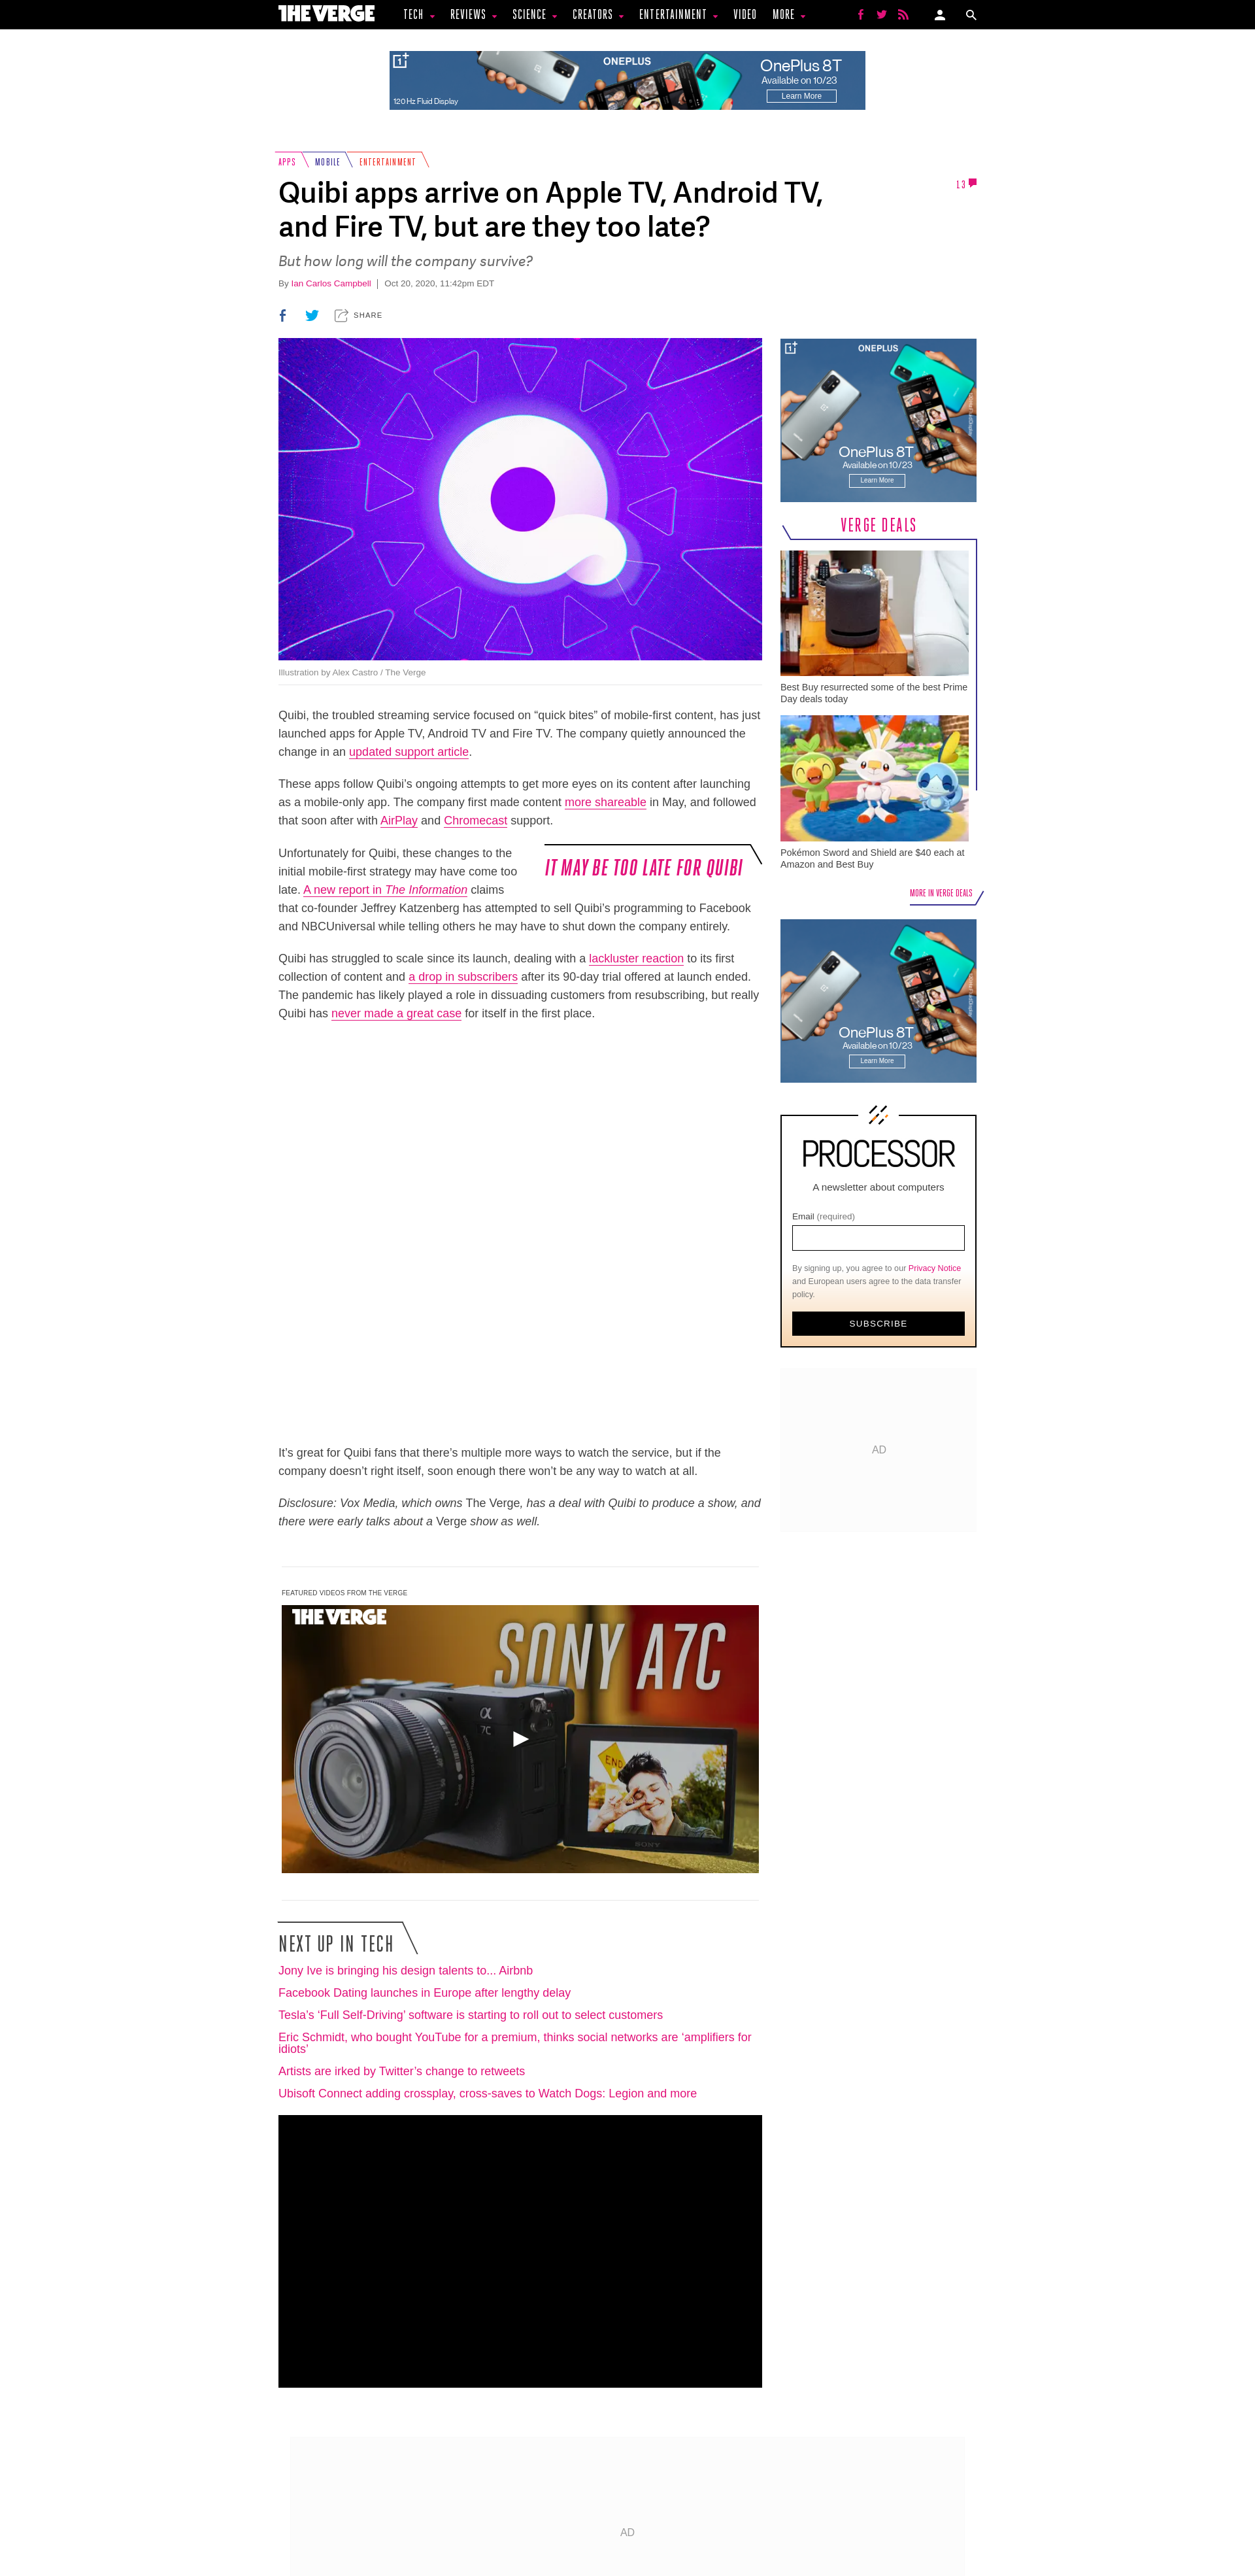 THE VERGE
TECH
REVIEWS
SCIENCE
CREATORS
ENTERTAINMENT
VIDEO
MORE
120 Hz Fluid Display
ONEPLUS
OnePlus 8T
Available on 10/23
Learn More
APPS
MOBILE
ENTERTAINMENT
Quibi apps arrive on Apple TV, Android TV,
and Fire TV, but are they too late?
13
But how long will the company survive?
By Ian Carlos Campbell | Oct 20, 2020, 11:42pm EDT
SHARE
Illustration by Alex Castro / The Verge
Quibi, the troubled streaming service focused on “quick bites” of mobile-first content, has just
launched apps for Apple TV, Android TV and Fire TV. The company quietly announced the
change in an updated support article.
These apps follow Quibi’s ongoing attempts to get more eyes on its content after launching
as a mobile-only app. The company first made content more shareable in May, and followed
that soon after with AirPlay and Chromecast support.
IT MAY BE TOO LATE FOR QUIBI
Unfortunately for Quibi, these changes to the
initial mobile-first strategy may have come too
late. A new report in The Information claims
that co-founder Jeffrey Katzenberg has attempted to sell Quibi’s programming to Facebook
and NBCUniversal while telling others he may have to shut down the company entirely.
Quibi has struggled to scale since its launch, dealing with a lackluster reaction to its first
collection of content and a drop in subscribers after its 90-day trial offered at launch ended.
The pandemic has likely played a role in dissuading customers from resubscribing, but really
Quibi has never made a great case for itself in the first place.
It’s great for Quibi fans that there’s multiple more ways to watch the service, but if the
company doesn’t right itself, soon enough there won’t be any way to watch at all.
Disclosure: Vox Media, which owns The Verge, has a deal with Quibi to produce a show, and
there were early talks about a Verge show as well.
FEATURED VIDEOS FROM THE VERGE
THE VERGE
SONY A7C
α
7C
END
SONY
NEXT UP IN TECH
Jony Ive is bringing his design talents to... Airbnb
Facebook Dating launches in Europe after lengthy delay
Tesla’s ‘Full Self-Driving’ software is starting to roll out to select customers
Eric Schmidt, who bought YouTube for a premium, thinks social networks are ‘amplifiers for
idiots’
Artists are irked by Twitter’s change to retweets
Ubisoft Connect adding crossplay, cross-saves to Watch Dogs: Legion and more
ONEPLUS
OnePlus 8T
Available on 10/23
Learn More
VERGE DEALS
Best Buy resurrected some of the best Prime
Day deals today
Pokémon Sword and Shield are $40 each at
Amazon and Best Buy
MORE IN VERGE DEALS
OnePlus 8T
Available on 10/23
Learn More
PROCESSOR
A newsletter about computers
Email (required)
By signing up, you agree to our Privacy Notice
and European users agree to the data transfer
policy.
SUBSCRIBE
AD
AD